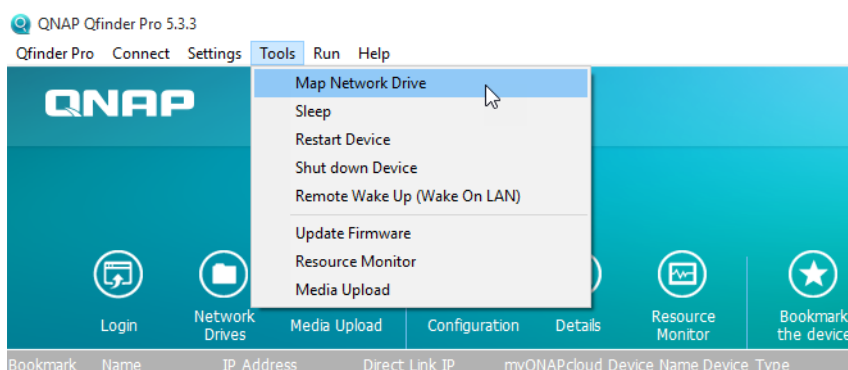 QNAP Qfinder Pro 5.3.3
Qfinder Pro Connect Settings Tools Run Help
QNAP
Map Network Drive
Sleep
Restart Device
Shut down Device
Remote Wake Up (Wake On LAN)
Update Firmware
Resource Monitor
Media Upload
Login
Network
Drives
Media Upload
Configuration
Details
Resource
Monitor
Bookmark
the device
Bookmark Name IP Address Direct Link IP myQNAPcloud Device Name Device Type